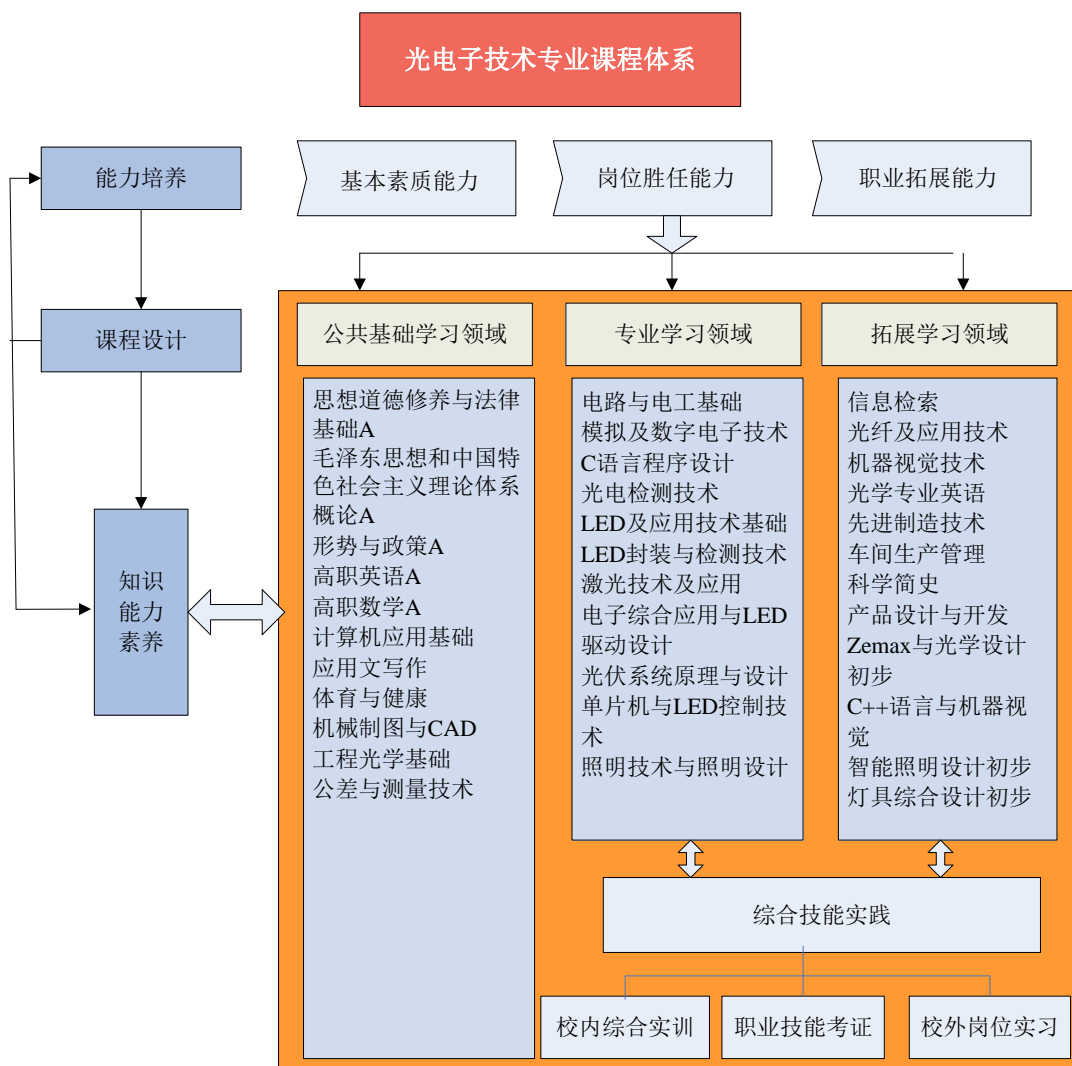 光电子技术专业课程体系
能力培养
基本素质能力
岗位胜任能力
职业拓展能力
课程设计
知识
能力
素养
公共基础学习领域
思想道德修养与法律
基础A
毛泽东思想和中国特
色社会主义理论体系
概论A
形势与政策A
高职英语A
高职数学A
计算机应用基础
应用文写作
体育与健康
机械制图与CAD
工程光学基础
公差与测量技术
专业学习领域
电路与电工基础
模拟及数字电子技术
C语言程序设计
光电检测技术
LED及应用技术基础
LED封装与检测技术
激光技术及应用
电子综合应用与LED
驱动设计
光伏系统原理与设计
单片机与LED控制技
术
照明技术与照明设计
拓展学习领域
信息检索
光纤及应用技术
机器视觉技术
光学专业英语
先进制造技术
车间生产管理
科学简史
产品设计与开发
Zemax与光学设计
初步
C++语言与机器视
觉
智能照明设计初步
灯具综合设计初步
综合技能实践
校内综合实训
职业技能考证
校外岗位实习